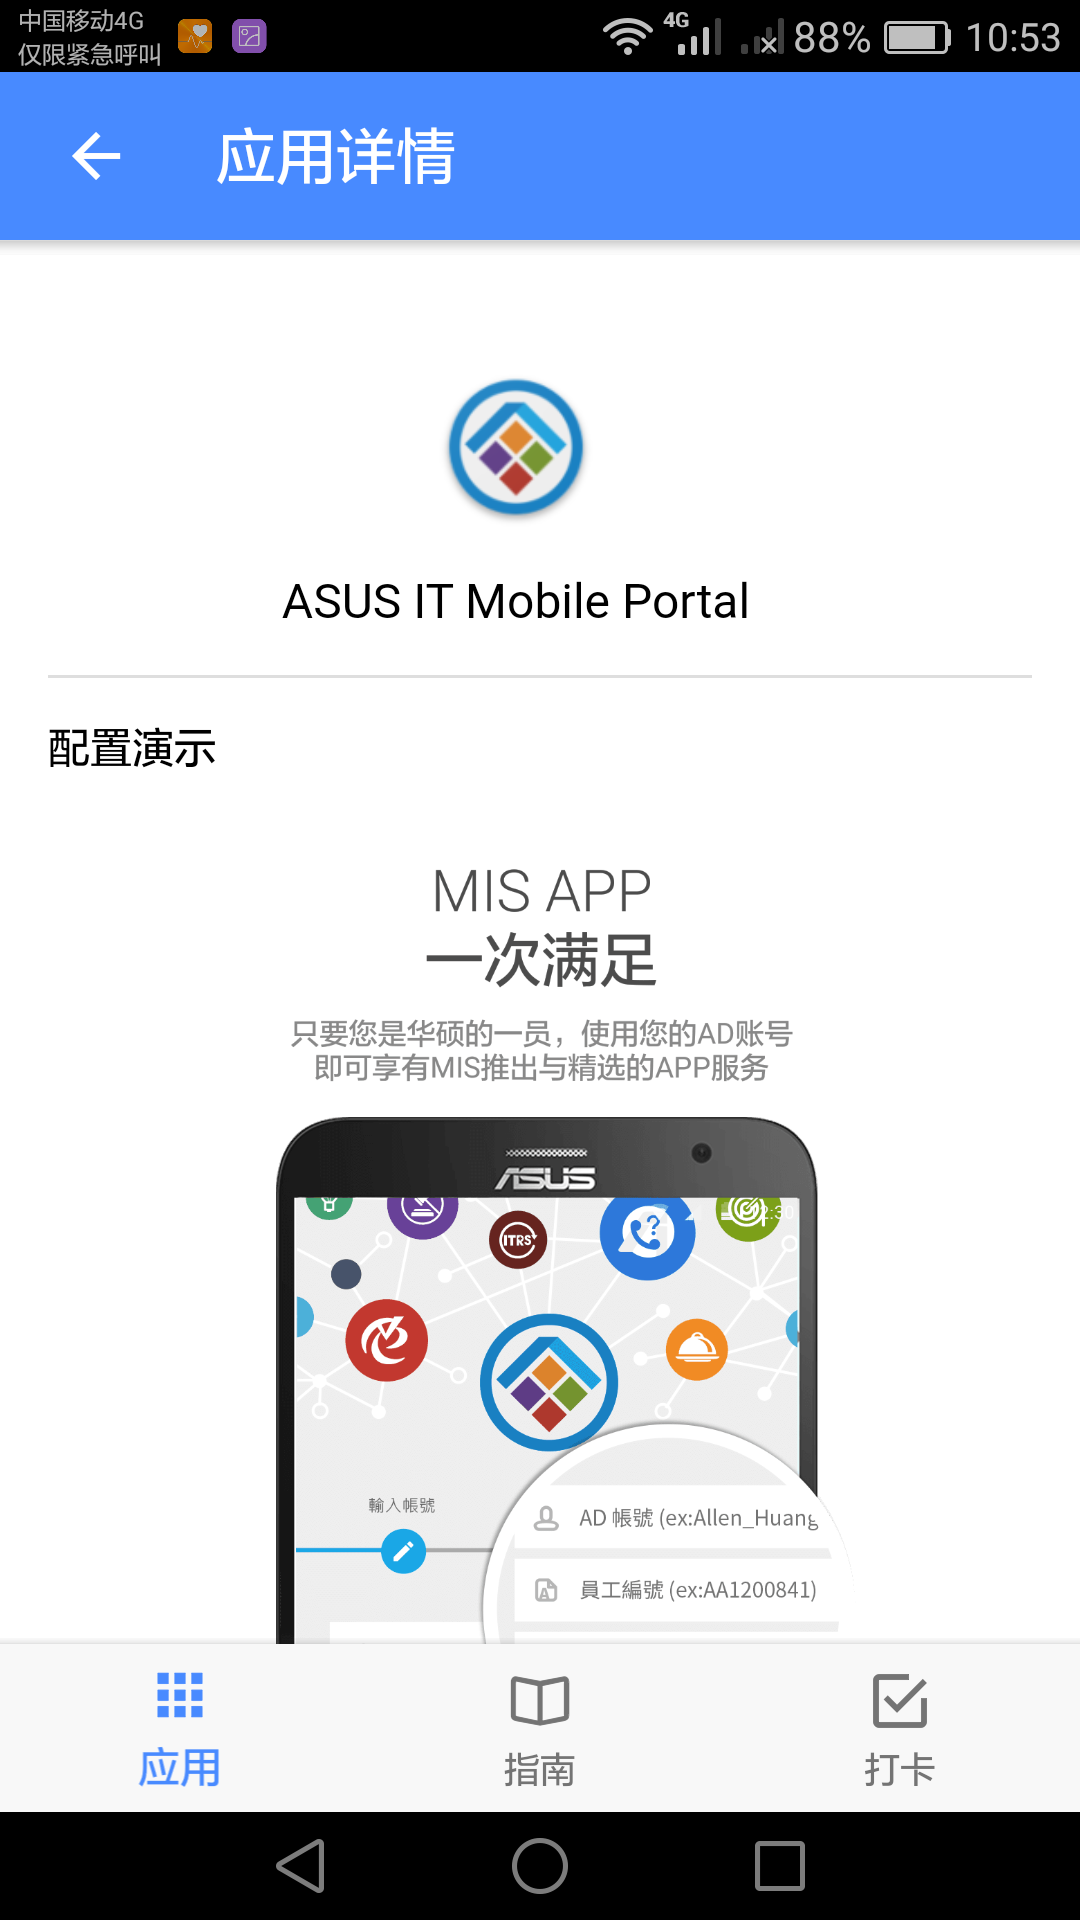 中国移动4G
仅限紧急呼叫
4G
88%
10:53
应用详情
ASUS IT Mobile Portal
配置演示
MIS APP
一次满足
只要您是华硕的一员，使用您的AD账号
即可享有MIS推出与精选的APP服务
ASUS
2:30
ITRS
輸入帳號
AD 帳號 (ex:Allen_Huang
員工編號 (ex:AA1200841)
应用
指南
打卡